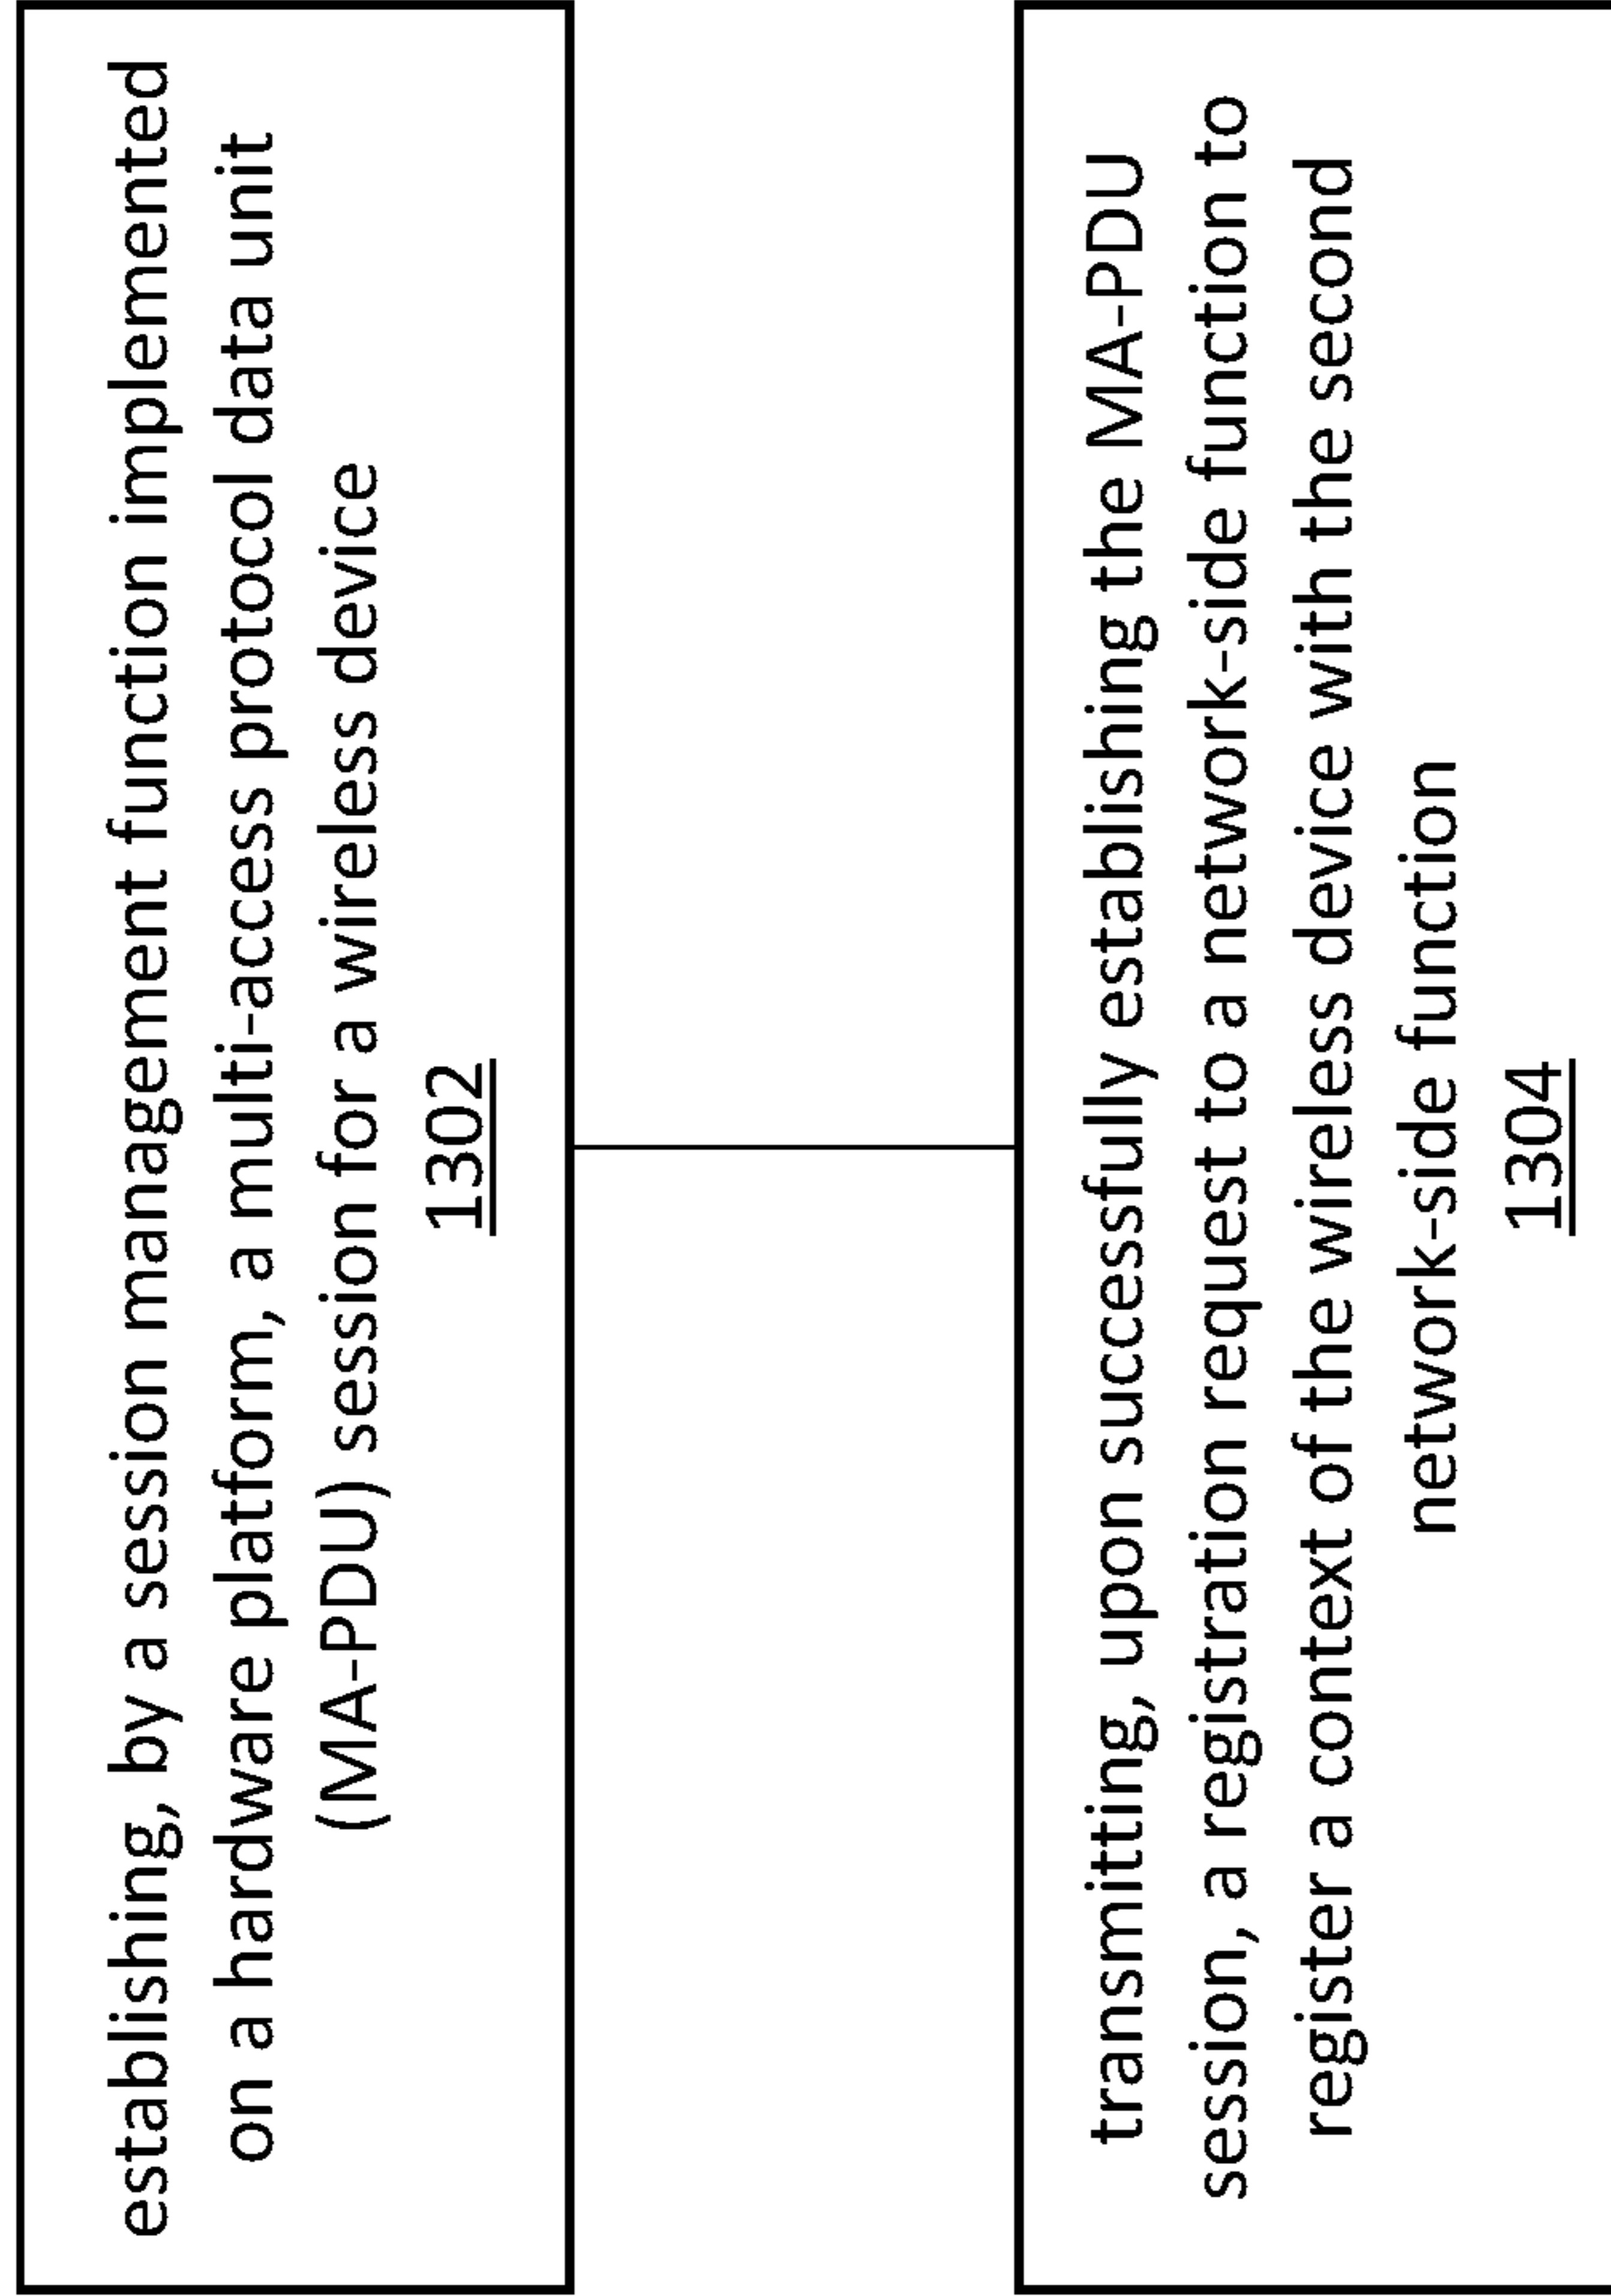 establishing, by a session management function implemented
on a hardware platform, a multi-access protocol data unit
(MA-PDU) session for a wireless device
1302
transmitting, upon successfully establishing the MA-PDU
session, a registration request to a network-side function to
register a context of the wireless device with the second
network-side function
1304